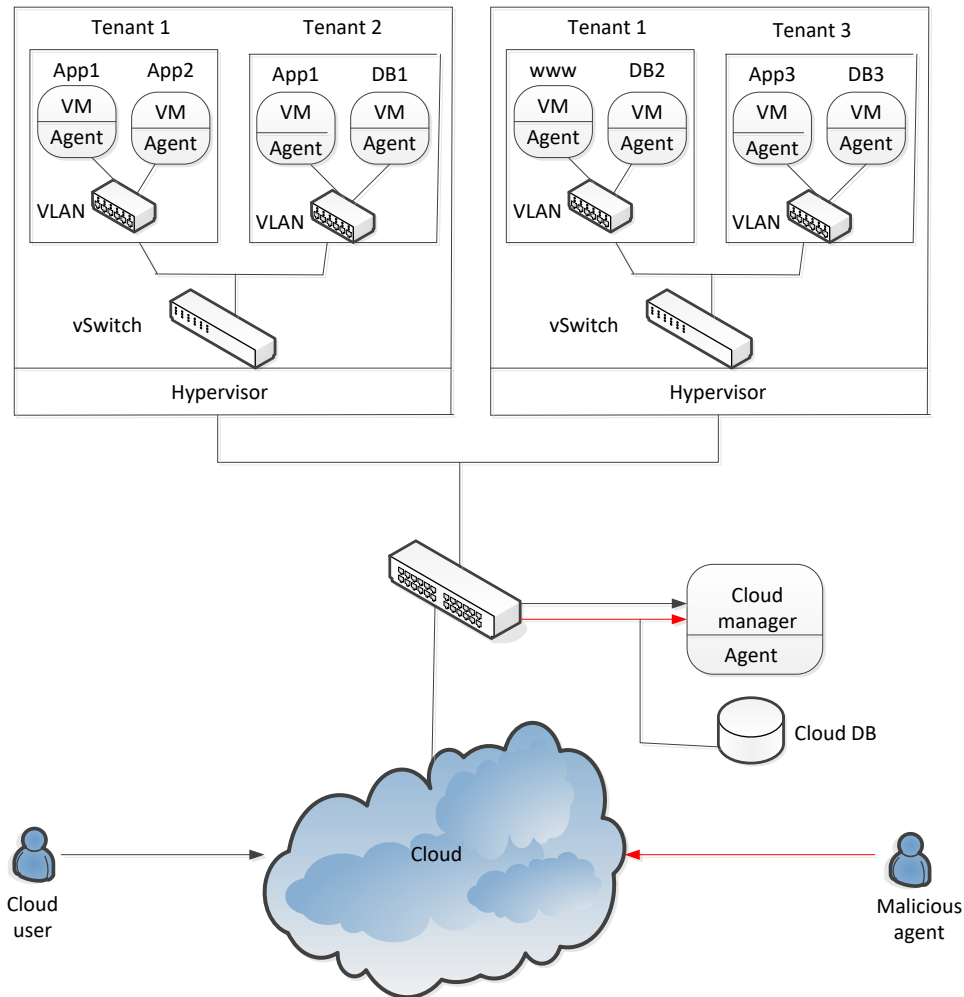 Tenant 1
Tenant 2
App1
App2
App1
DB1
VM
VM
VM
VM
Agent
Agent
Agent
Agent
VLAN
VLAN
vSwitch
Hypervisor
Tenant 1
Tenant 3
www
DB2
App3
DB3
VM
VM
VM
VM
Agent
Agent
Agent
Agent
VLAN
VLAN
vSwitch
Hypervisor
Cloud
manager
Agent
Cloud DB
Cloud
Cloud
user
Malicious
agent